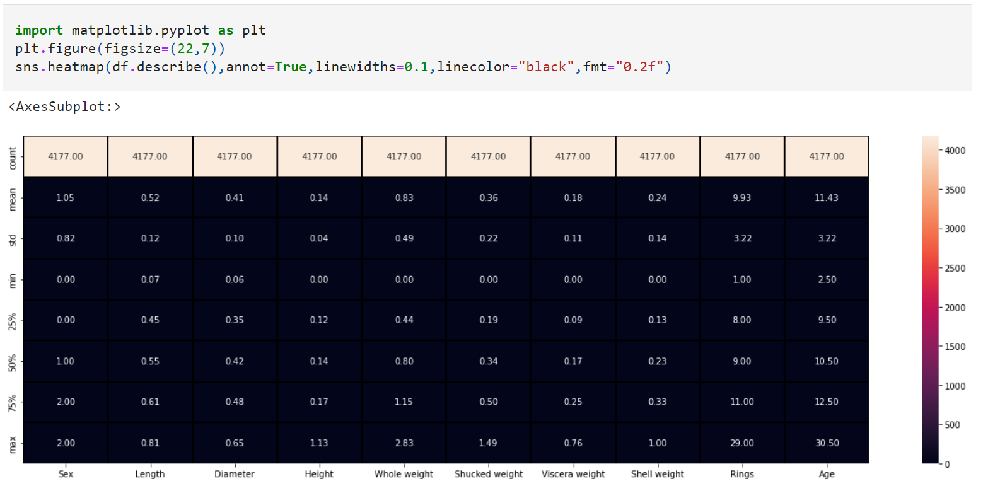 import matplotlib.pyplot as plt
plt.figure(figsize=(22,7))
sns.heatmap(df.describe(),annot=True,linewidths=0.1,linecolor="black",fmt="0.2f")
<AxesSubplot:>
count 4177.00 4177.00 4177.00 4177.00 4177.00 4177.00 4177.00 4177.00 4177.00 4177.00
mean 1.05 0.52 0.41 0.14 0.83 0.36 0.18 0.24 9.93 11.43
std 0.82 0.12 0.10 0.04 0.49 0.22 0.11 0.14 3.22 3.22
min 0.00 0.07 0.06 0.00 0.00 0.00 0.00 0.00 1.00 2.50
25% 0.00 0.45 0.35 0.12 0.44 0.19 0.09 0.13 8.00 9.50
50% 1.00 0.55 0.42 0.14 0.80 0.34 0.17 0.23 9.00 10.50
75% 2.00 0.61 0.48 0.17 1.15 0.50 0.25 0.33 11.00 12.50
max 2.00 0.81 0.65 1.13 2.83 1.49 0.76 1.00 29.00 30.50
Sex Length Diameter Height Whole weight Shucked weight Viscera weight Shell weight Rings Age
4000
3500
3000
2500
2000
1500
1000
500
0